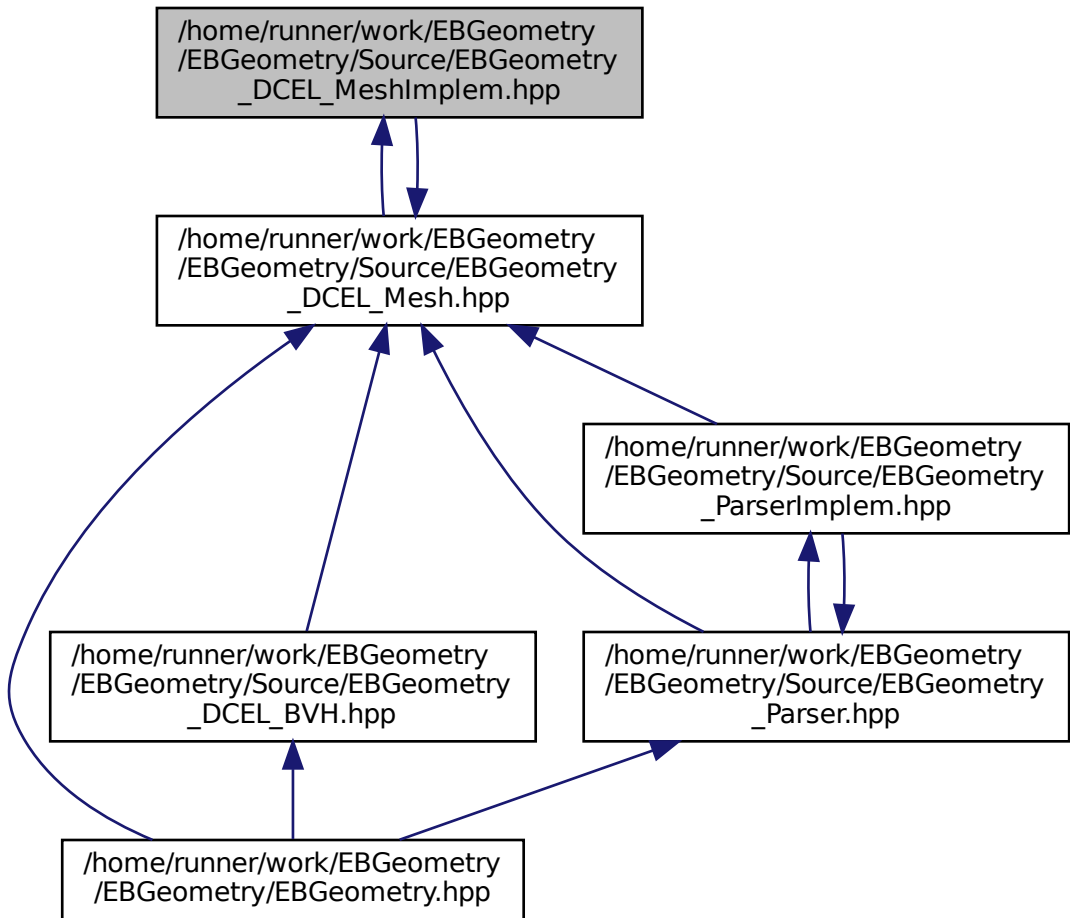 /home/runner/work/EBGeometry
/EBGeometry/Source/EBGeometry
_DCEL_MeshImplem.hpp
/home/runner/work/EBGeometry
/EBGeometry/Source/EBGeometry
_DCEL_Mesh.hpp
/home/runner/work/EBGeometry
/EBGeometry/Source/EBGeometry
_ParserImplem.hpp
/home/runner/work/EBGeometry
/EBGeometry/Source/EBGeometry
_DCEL_BVH.hpp
/home/runner/work/EBGeometry
/EBGeometry/Source/EBGeometry
_Parser.hpp
/home/runner/work/EBGeometry
/EBGeometry/EBGeometry.hpp